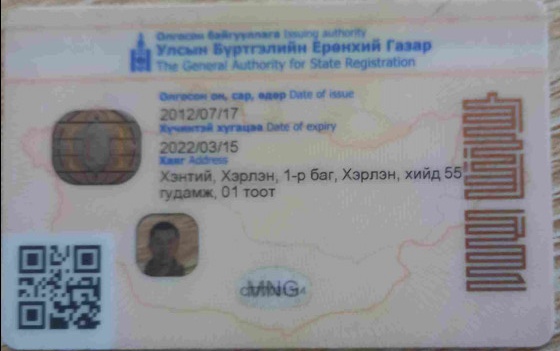 Олгосон байгууллага Issuing authority
Улсын Бүртгэлийн Ерөнхий Газар
The General Authority for State Registration
Олгосон он, сар, өдөр Date of issue
2012/07/17
Хүчинтэй хугацаа Date of expiry
2022/03/15
Хаяг Address
Хэнтий, Хэрлэн, 1-р баг, Хэрлэн, хийд 55
гудамж, 01 тоот
MNG